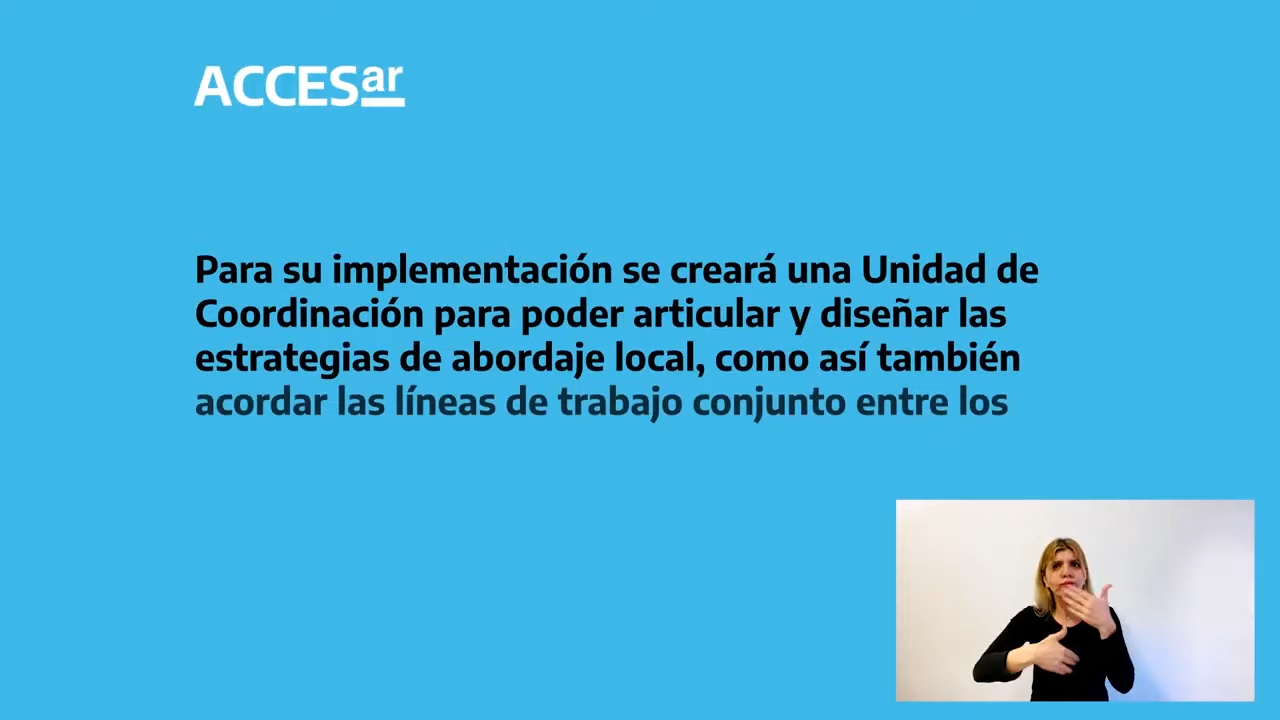 ACCESar
Para su implementación se creará una Unidad de
Coordinación para poder articular y diseñar las
estrategias de abordaje local, como así también
acordar las líneas de trabajo conjunto entre los